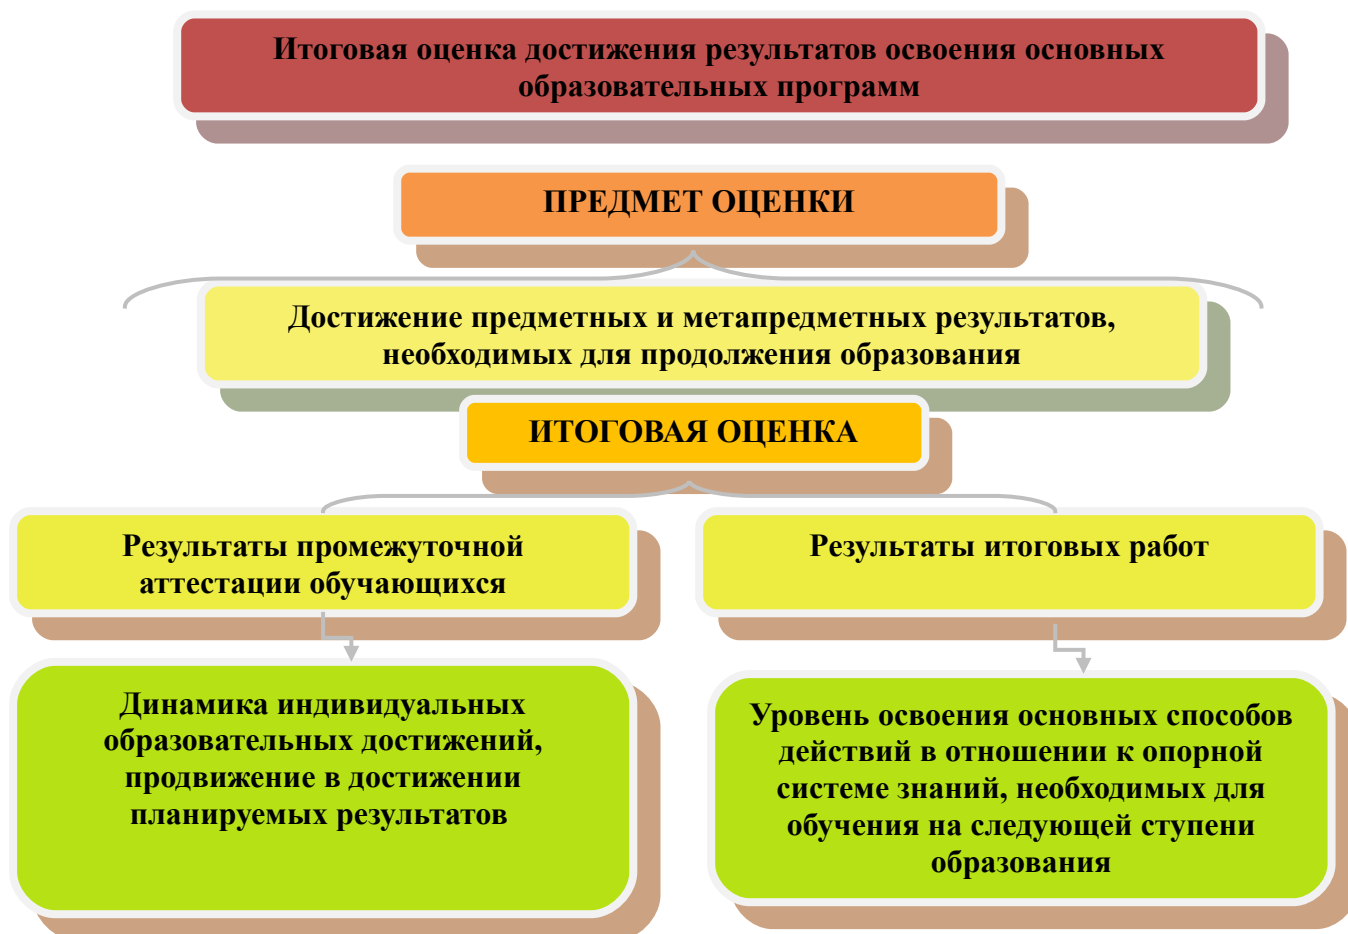 Итоговая оценка достижения результатов освоения основных
образовательных программ
ПРЕДМЕТ ОЦЕНКИ
Достижение предметных и метапредметных результатов,
необходимых для продолжения образования
ИТОГОВАЯ ОЦЕНКА
Результаты промежуточной
аттестации обучающихся
Результаты итоговых работ
Динамика индивидуальных
образовательных достижений,
продвижение в достижении
планируемых результатов
Уровень освоения основных способов
действий в отношении к опорной
системе знаний, необходимых для
обучения на следующей ступени
образования